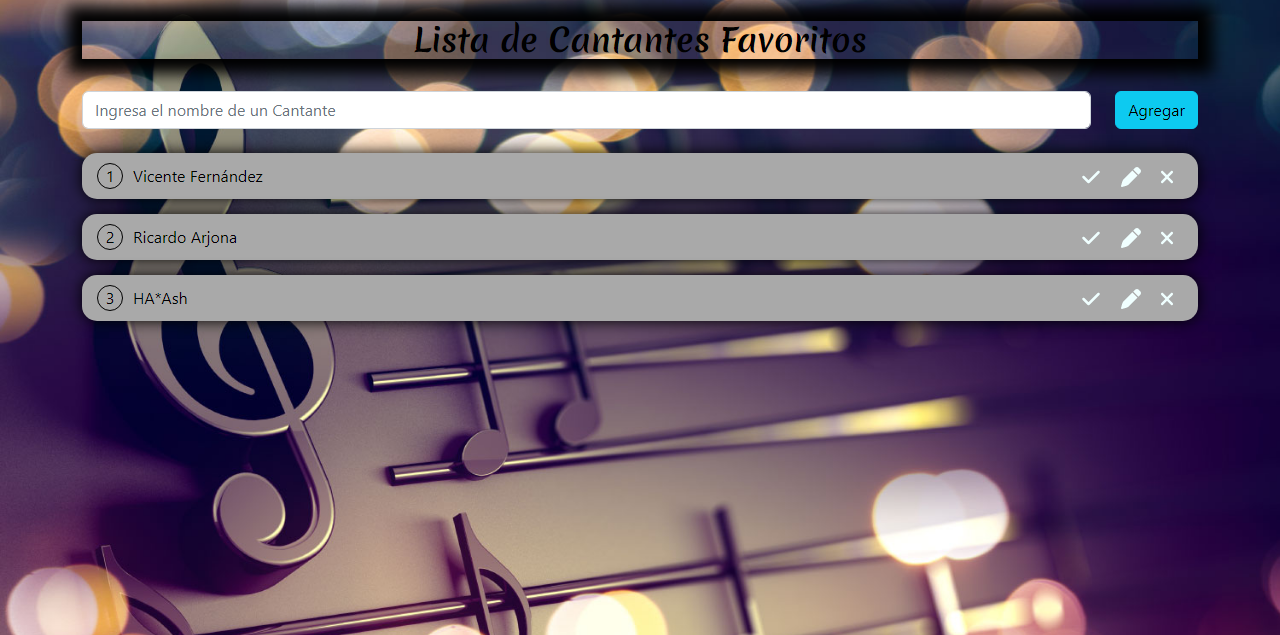 Lista de Cantantes Favoritos
Ingresa el nombre de un Cantante
Agregar
1 Vicente Fernández
2 Ricardo Arjona
3 HA*Ash